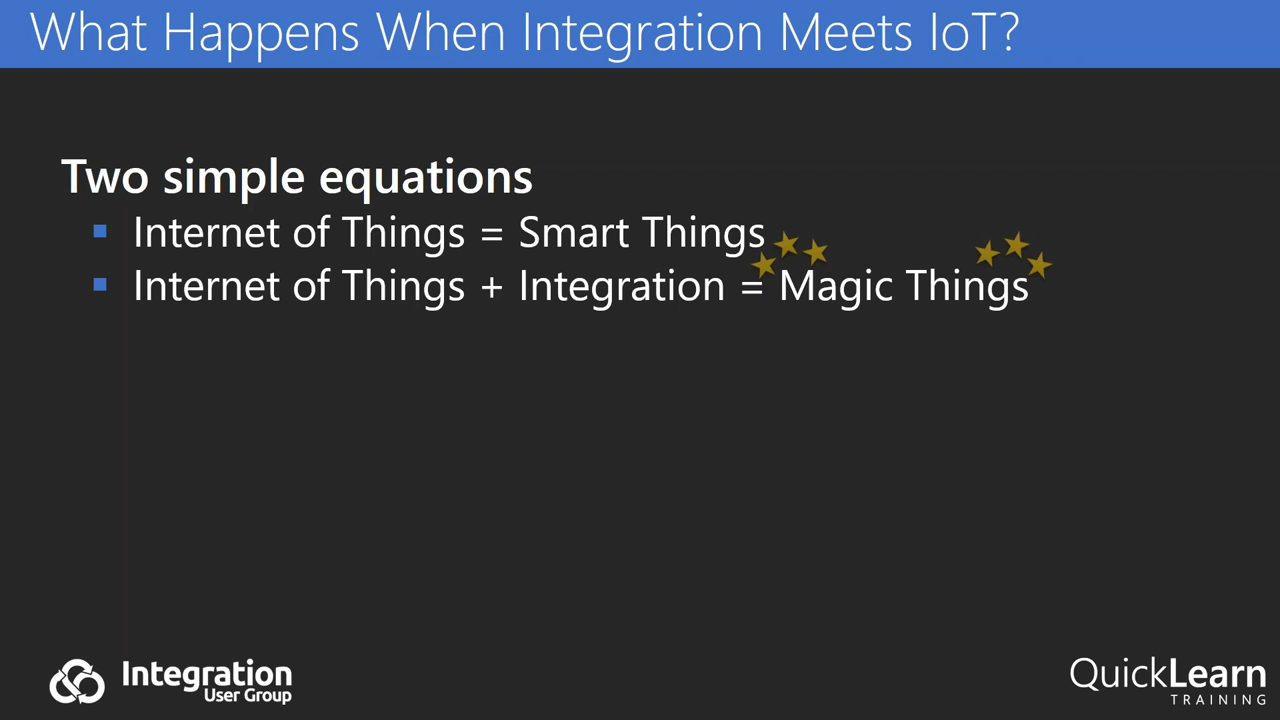 What Happens When Integration Meets IoT?
Two simple equations
Internet of Things = Smart Things
Internet of Things + Integration = Magic Things
Integration
User Group
QuickLearn
TRAINING